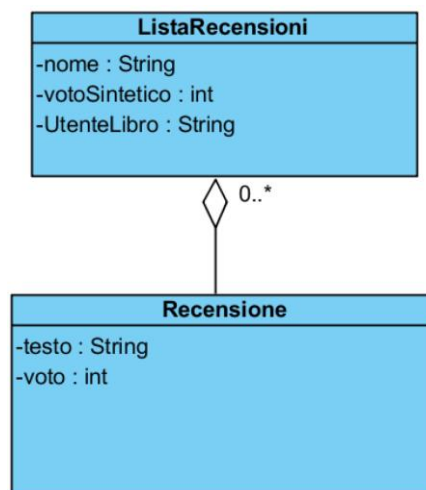 ListaRecensioni
-nome : String
-votoSintetico : int
-UtenteLibro : String
0..*
Recensione
-testo : String
-voto : int